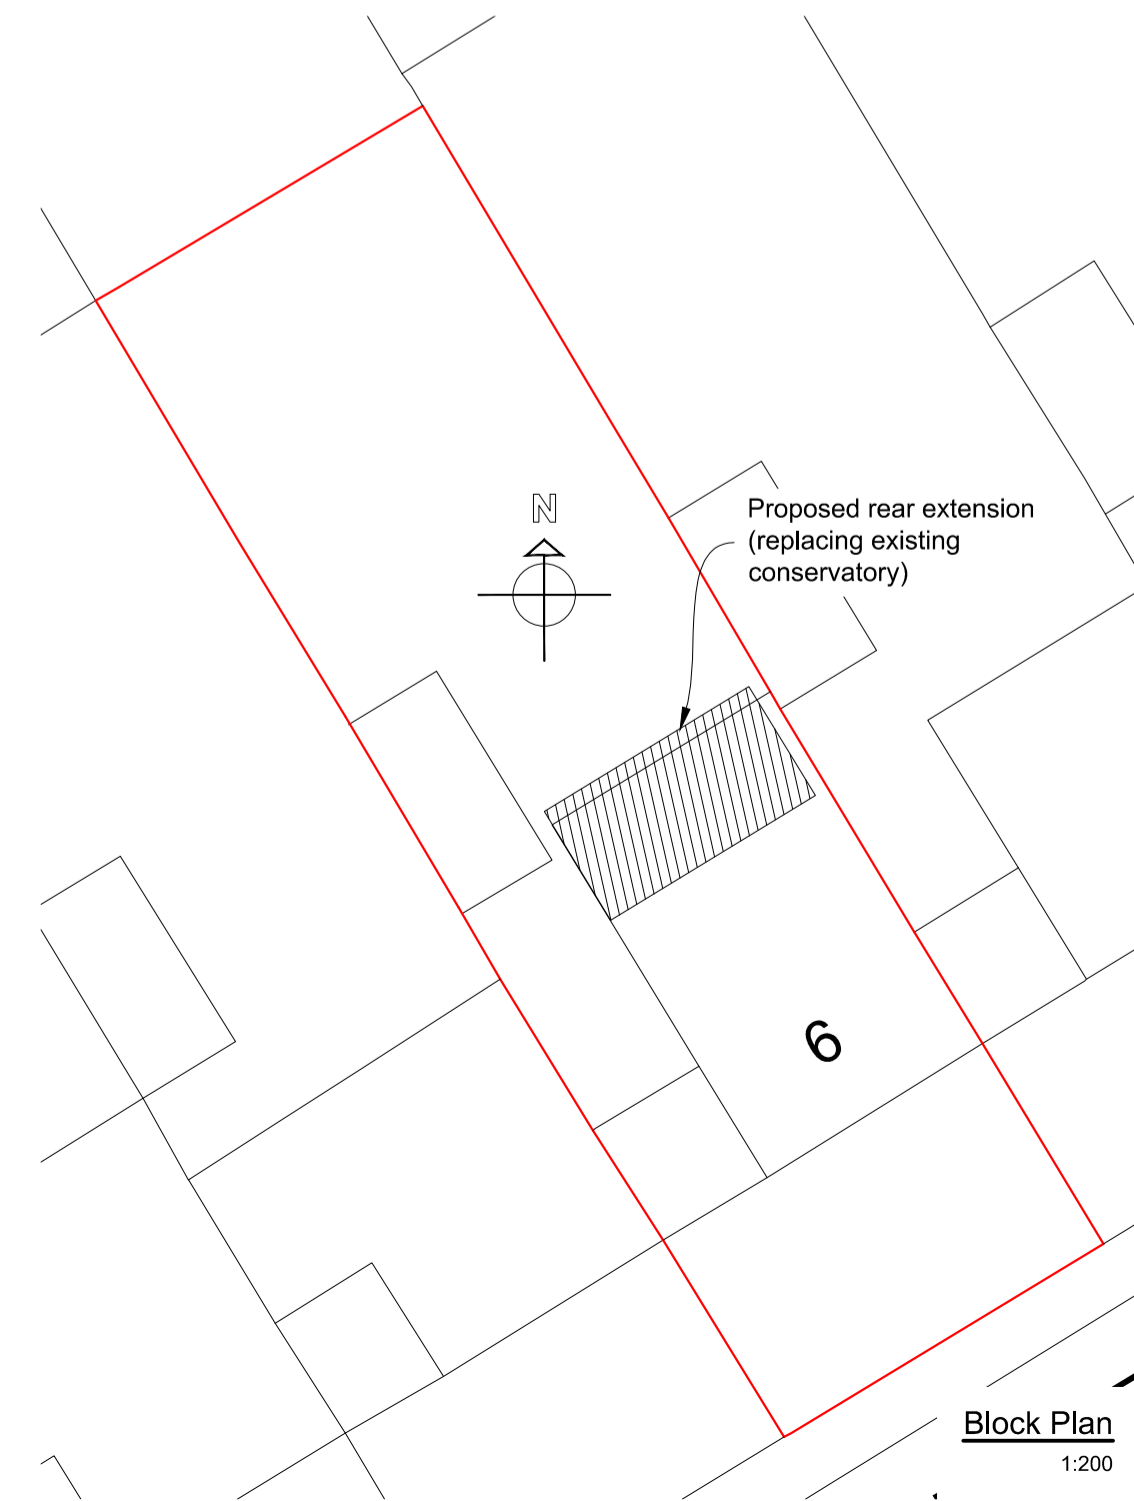 N
Proposed rear extension
(replacing existing
conservatory)
6
Block Plan
1:200